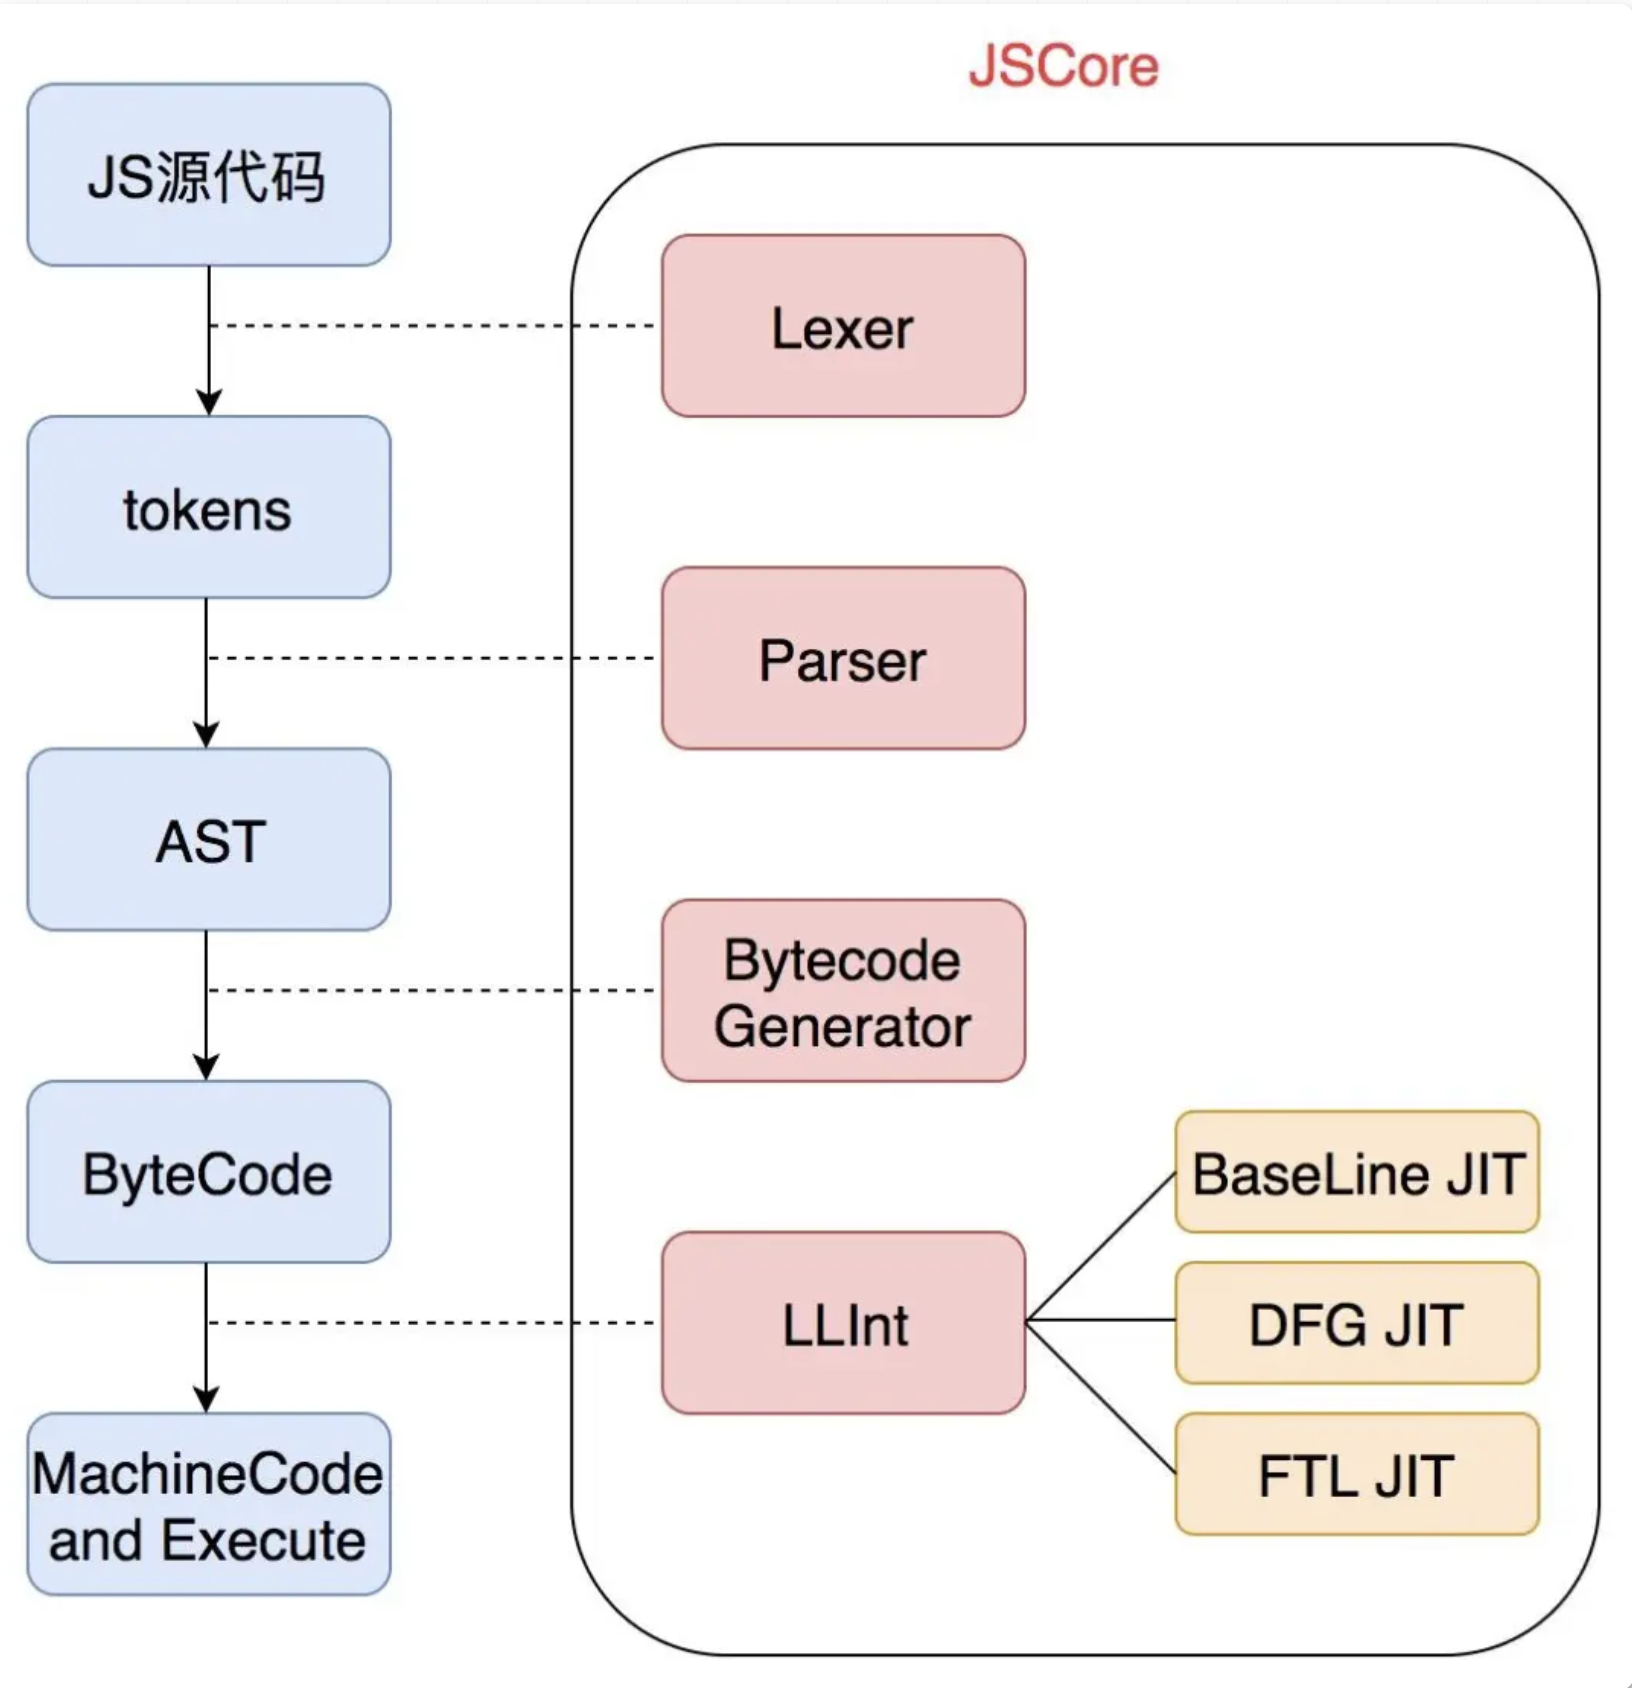 JSCore
JS源代码
Lexer
tokens
Parser
AST
Bytecode
Generator
ByteCode
BaseLine JIT
LLInt
DFG JIT
FTL JIT
MachineCode
and Execute